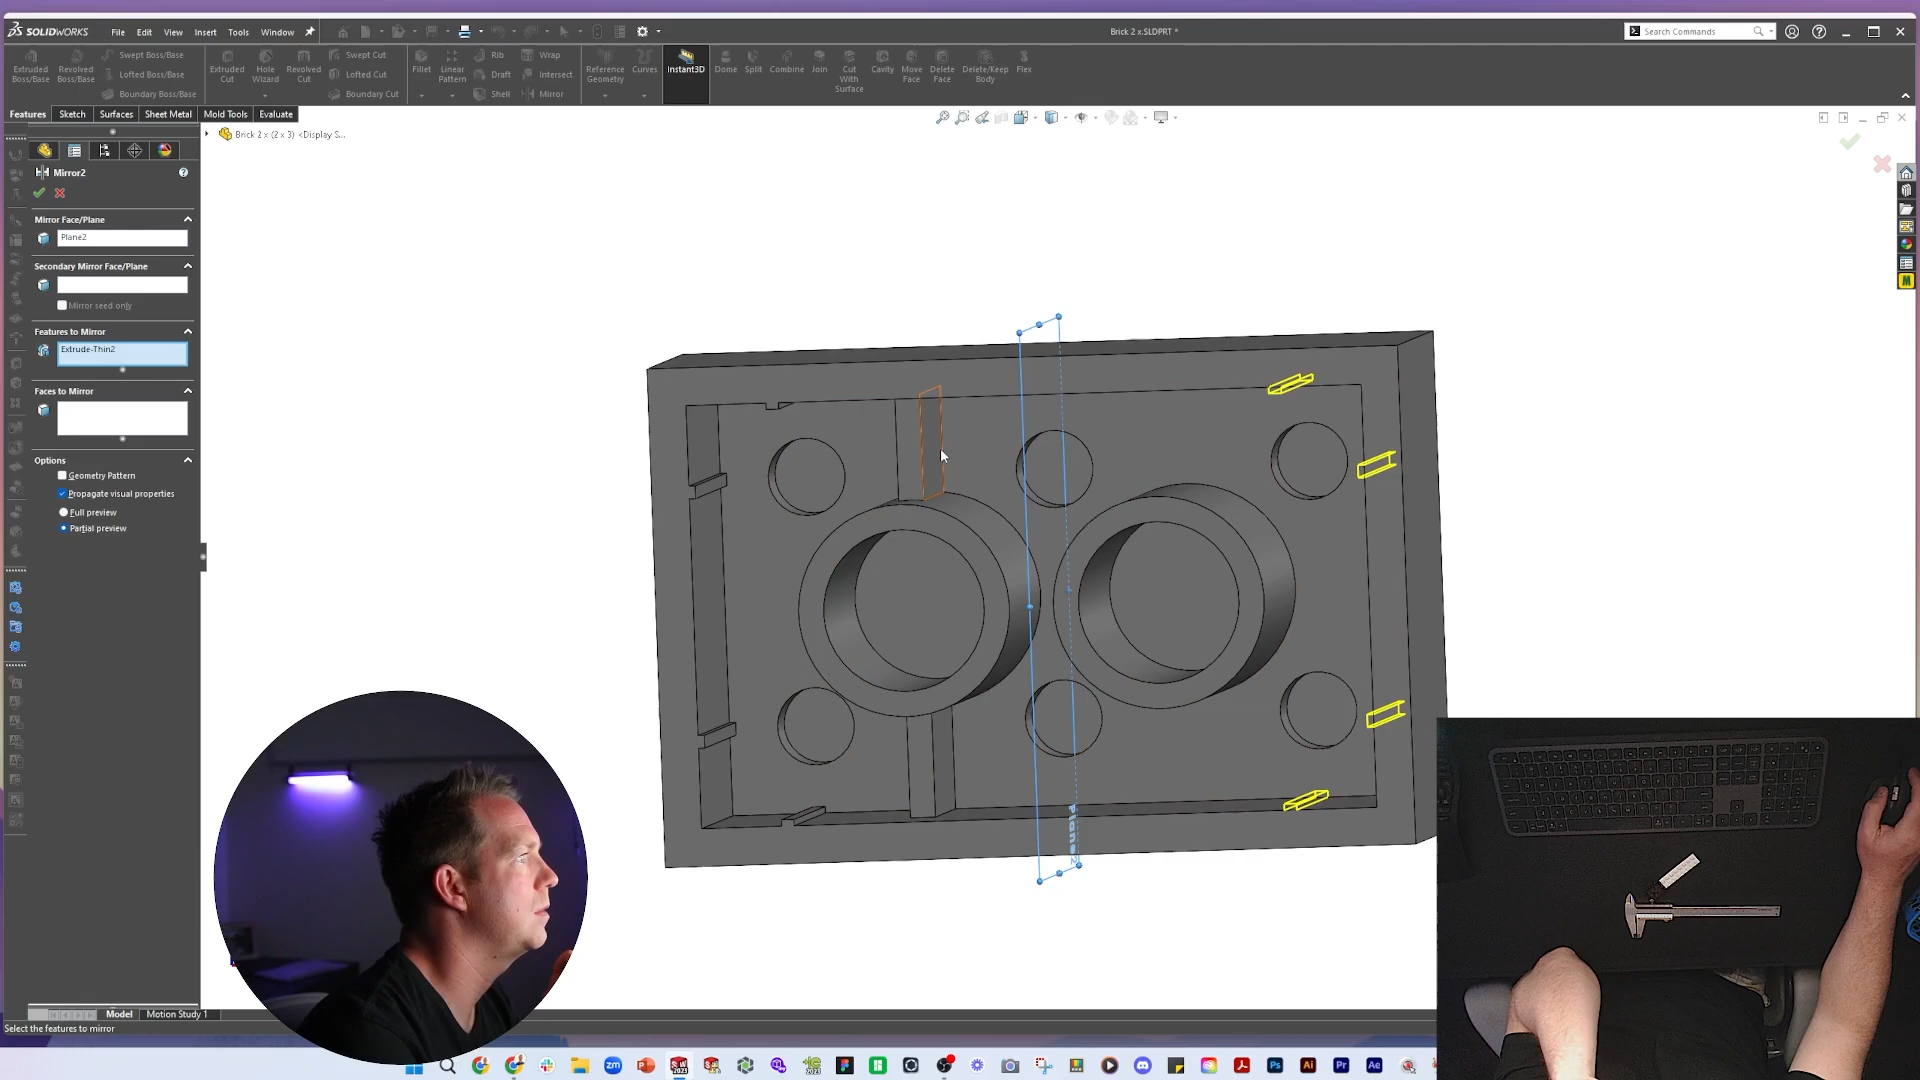 SOLIDWORKS
File
Edit
View
Insert
Tools
Window
Brick 2 x.SLDPRT *
Search Commands
Extruded Boss/Base
Revolved Boss/Base
Swept Boss/Base
Lofted Boss/Base
Boundary Boss/Base
Extruded Cut
Hole Wizard
Revolved Cut
Swept Cut
Lofted Cut
Boundary Cut
Fillet
Linear Pattern
Rib
Draft
Shell
Wrap
Intersect
Mirror
Reference Geometry
Curves
Instant3D
Dome
Split
Combine
Join
Cut With Surface
Cavity
Move Face
Delete Face
Delete/Keep Body
Flex
Features
Sketch
Surfaces
Sheet Metal
Mold Tools
Evaluate
Brick 2 x (2 x 3) <Display S...
Mirror2
Mirror Face/Plane
Plane2
Secondary Mirror Face/Plane
Mirror seed only
Features to Mirror
Extrude-Thin2
Faces to Mirror
Options
Geometry Pattern
Propagate visual properties
Full preview
Partial preview
Plane2
Model
Motion Study 1
Select the features to mirror